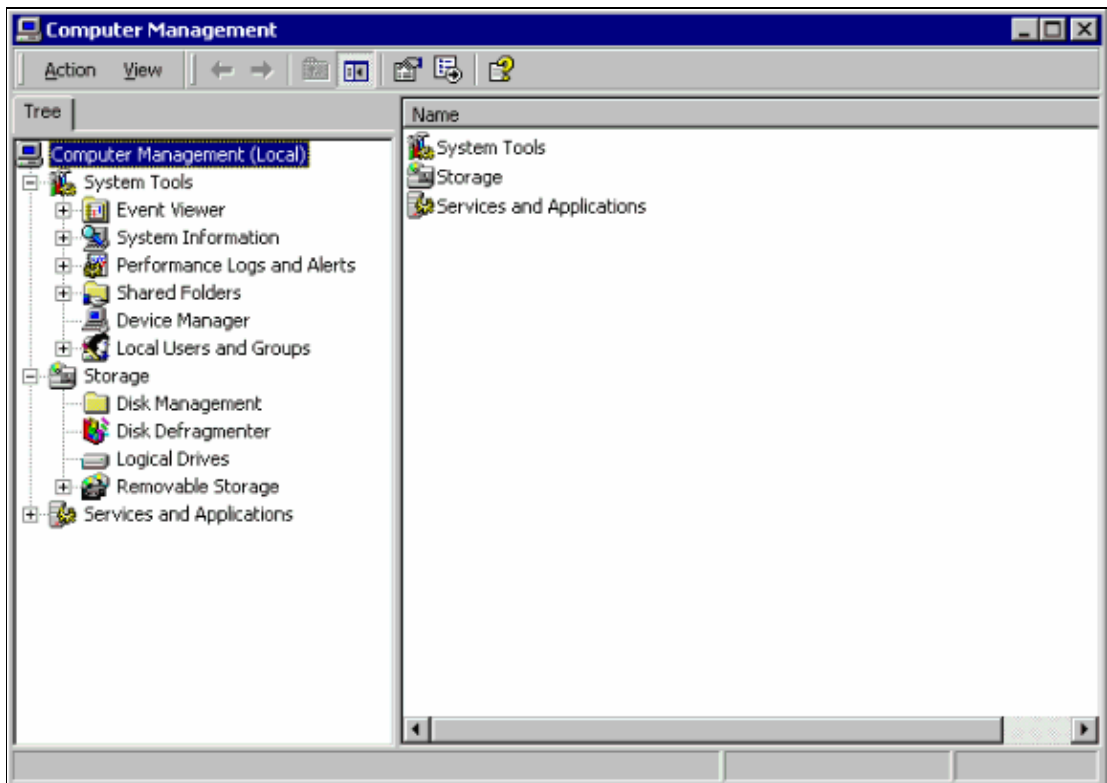 Computer Management
Action View
Tree
Computer Management (Local)
System Tools
Event Viewer
System Information
Performance Logs and Alerts
Shared Folders
Device Manager
Local Users and Groups
Storage
Disk Management
Disk Defragmenter
Logical Drives
Removable Storage
Services and Applications
Name
System Tools
Storage
Services and Applications